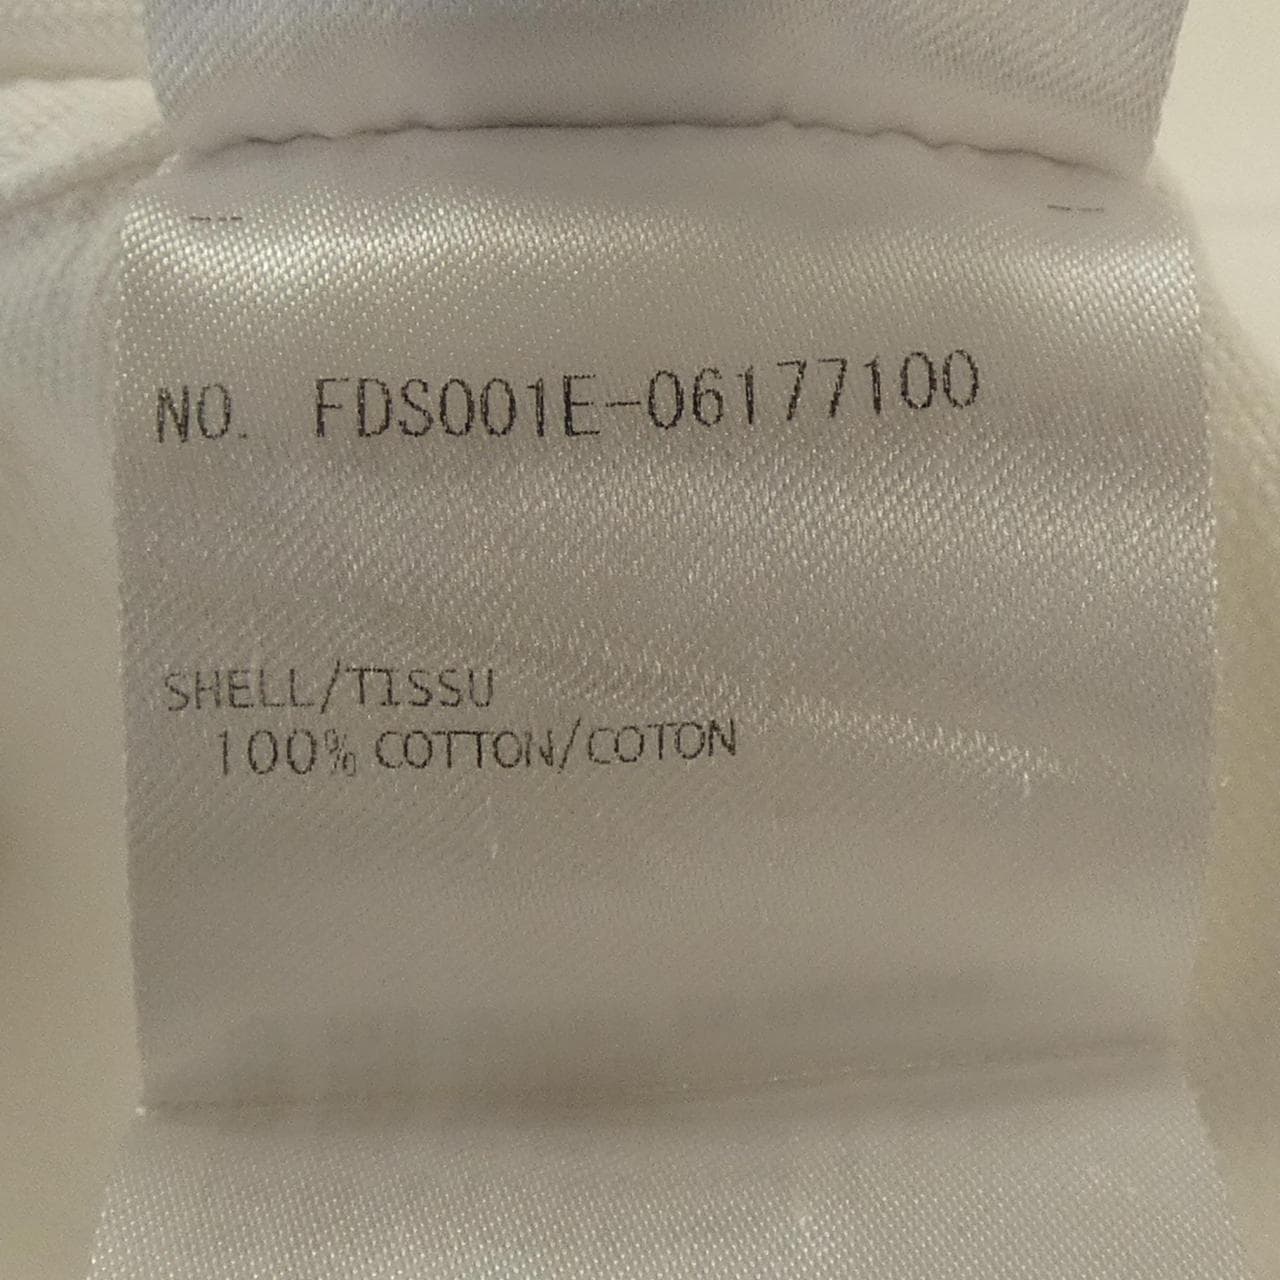 NO. FDS001E-06177100
SHELL/TISSU
100% COTTON/COTON